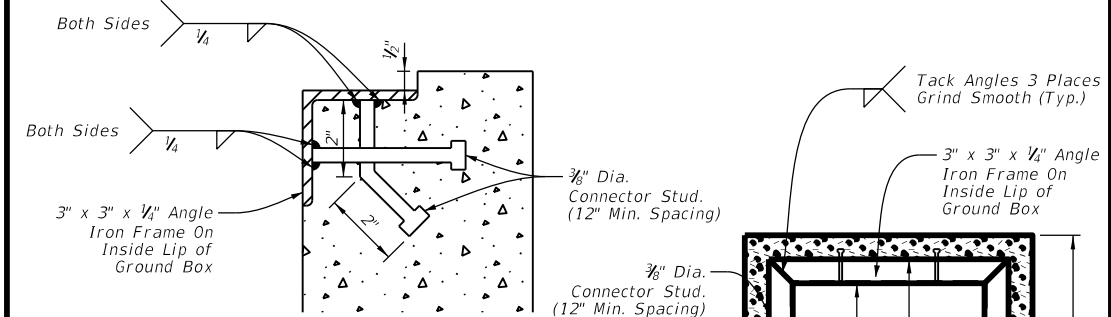 Both Sides
1/4
1/2"
Both Sides
1/4
2"
2"
3/8" Dia.
Connector Stud.
(12" Min. Spacing)
3" x 3" x 1/4" Angle
Iron Frame On
Inside Lip of
Ground Box
Tack Angles 3 Places
Grind Smooth (Typ.)
3" x 3" x 1/4" Angle
Iron Frame On
Inside Lip of
Ground Box
3/8" Dia.
Connector Stud.
(12" Min. Spacing)